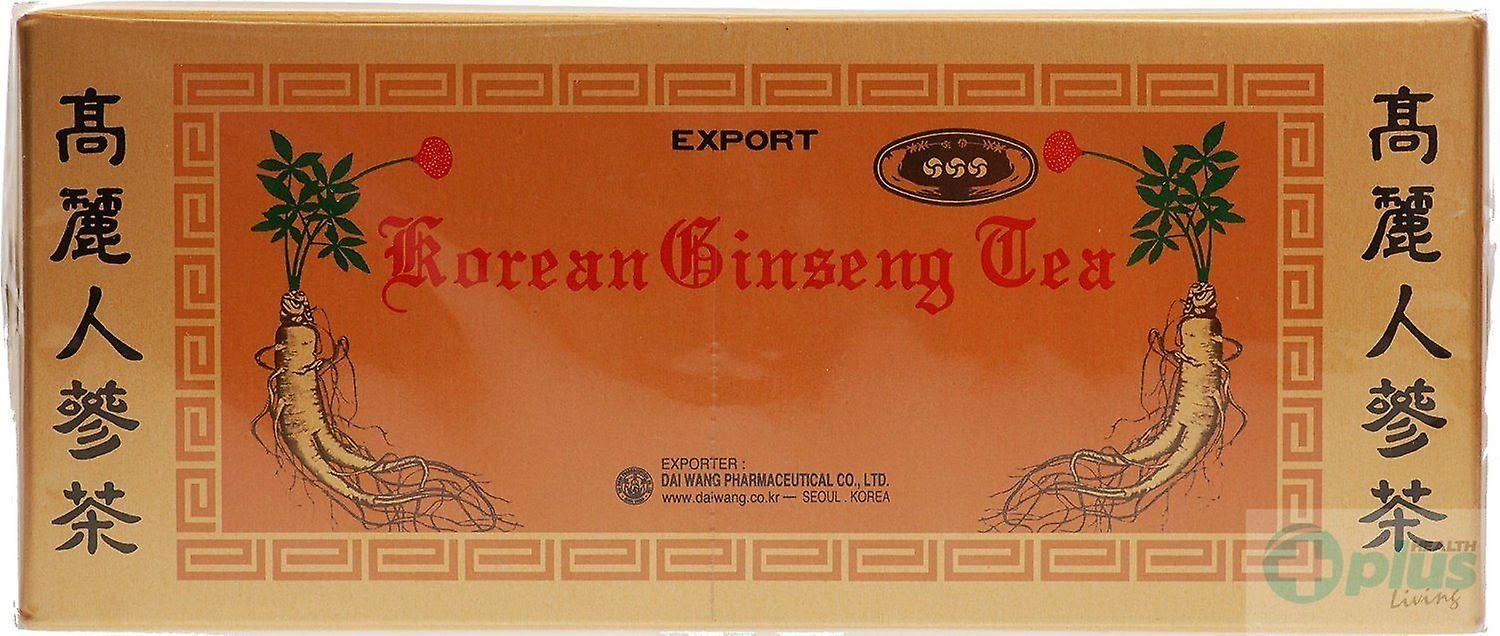 高麗人蔘茶
EXPORT
Korean Ginseng Tea
EXPORTER :
DAI WANG PHARMACEUTICAL CO., LTD.
www.daiwang.co.kr — SEOUL . KOREA
高麗人蔘茶
HEALTH
plus
Living